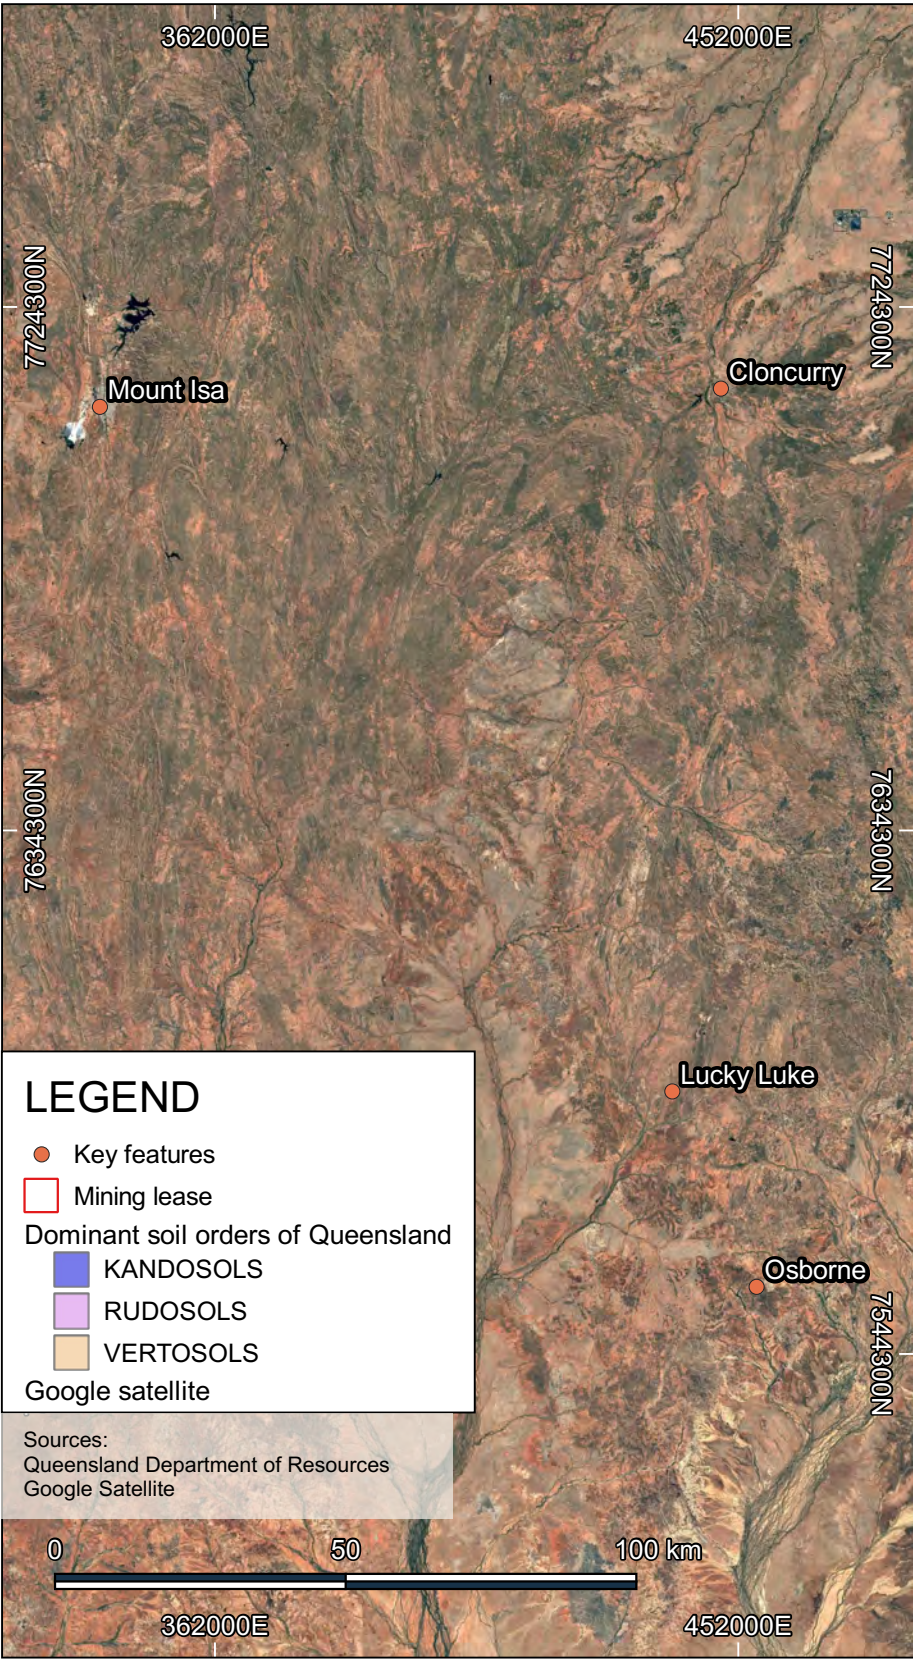 362000E
452000E
7724300N
7724300N
Mount Isa
Cloncurry
7634300N
7634300N
Lucky Luke
LEGEND
Key features
Mining lease
Dominant soil orders of Queensland
KANDOSOLS
RUDOSOLS
VERTOSOLS
Google satellite
Osborne
7544300N
Sources:
Queensland Department of Resources
Google Satellite
0
50
100 km
362000E
452000E